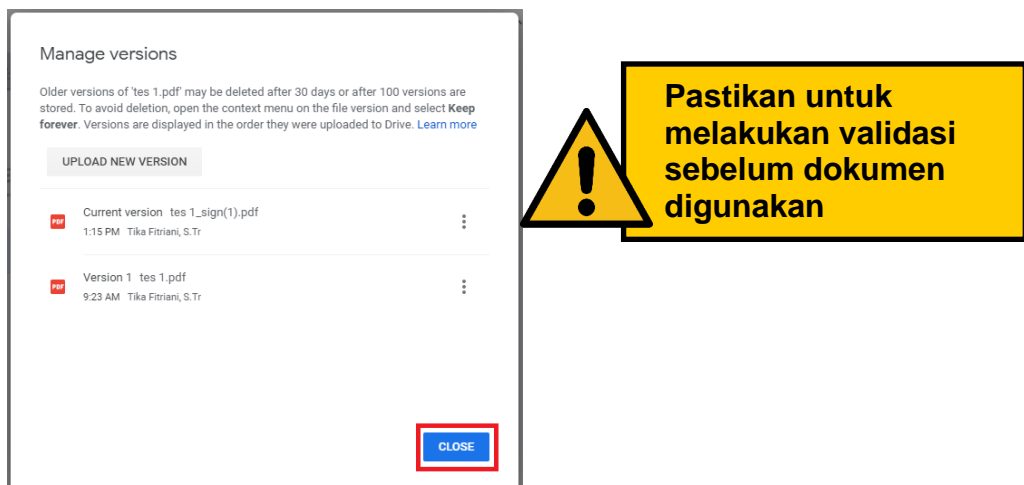 Manage versions
Older versions of 'tes 1.pdf' may be deleted after 30 days or after 100 versions are
stored. To avoid deletion, open the context menu on the file version and select Keep
forever. Versions are displayed in the order they were uploaded to Drive. Learn more
UPLOAD NEW VERSION
PDF
Current version tes 1_sign(1).pdf
1:15 PM Tika Fitriani, S.Tr
PDF
Version 1 tes 1.pdf
9:23 AM Tika Fitriani, S.Tr
CLOSE
Pastikan untuk
melakukan validasi
sebelum dokumen
digunakan